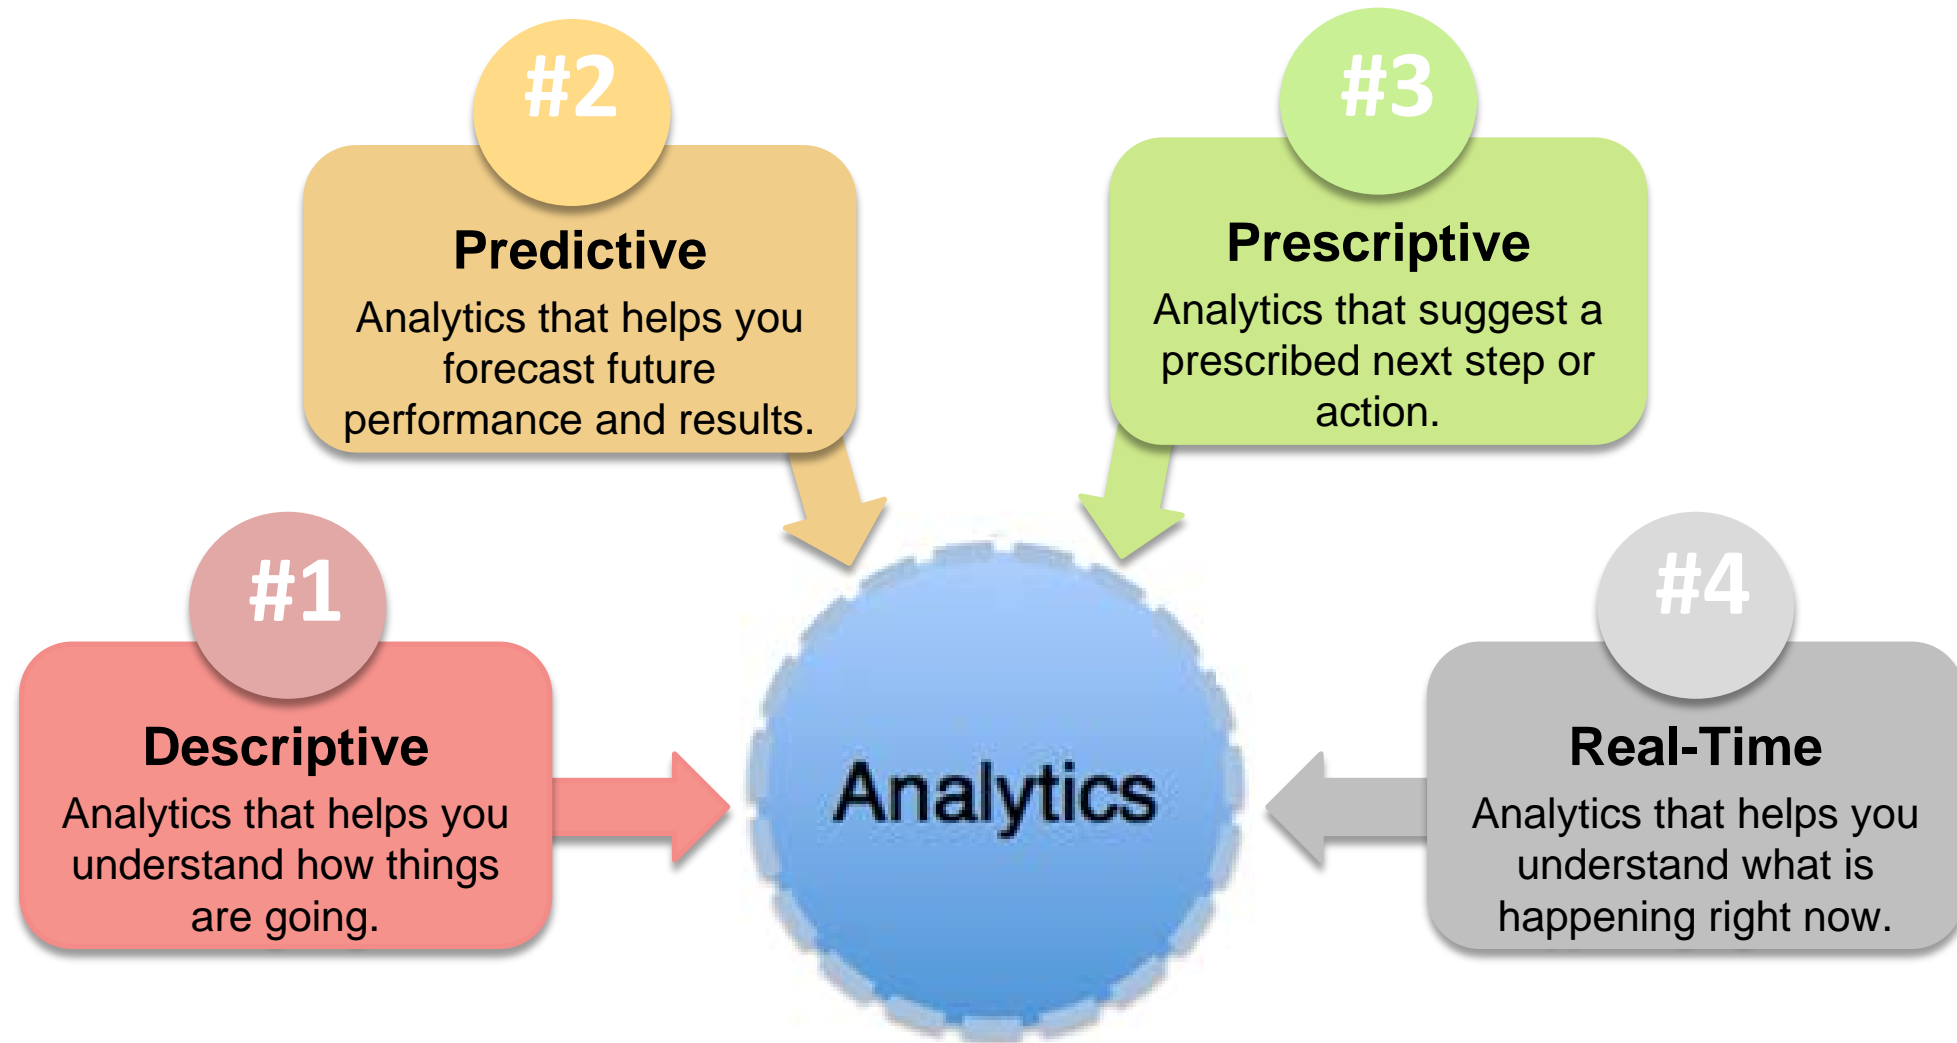 #2
Predictive
Analytics that helps you
forecast future
performance and results.
#3
Prescriptive
Analytics that suggest a
prescribed next step or
action.
#1
Descriptive
Analytics that helps you
understand how things
are going.
Analytics
#4
Real-Time
Analytics that helps you
understand what is
happening right now.